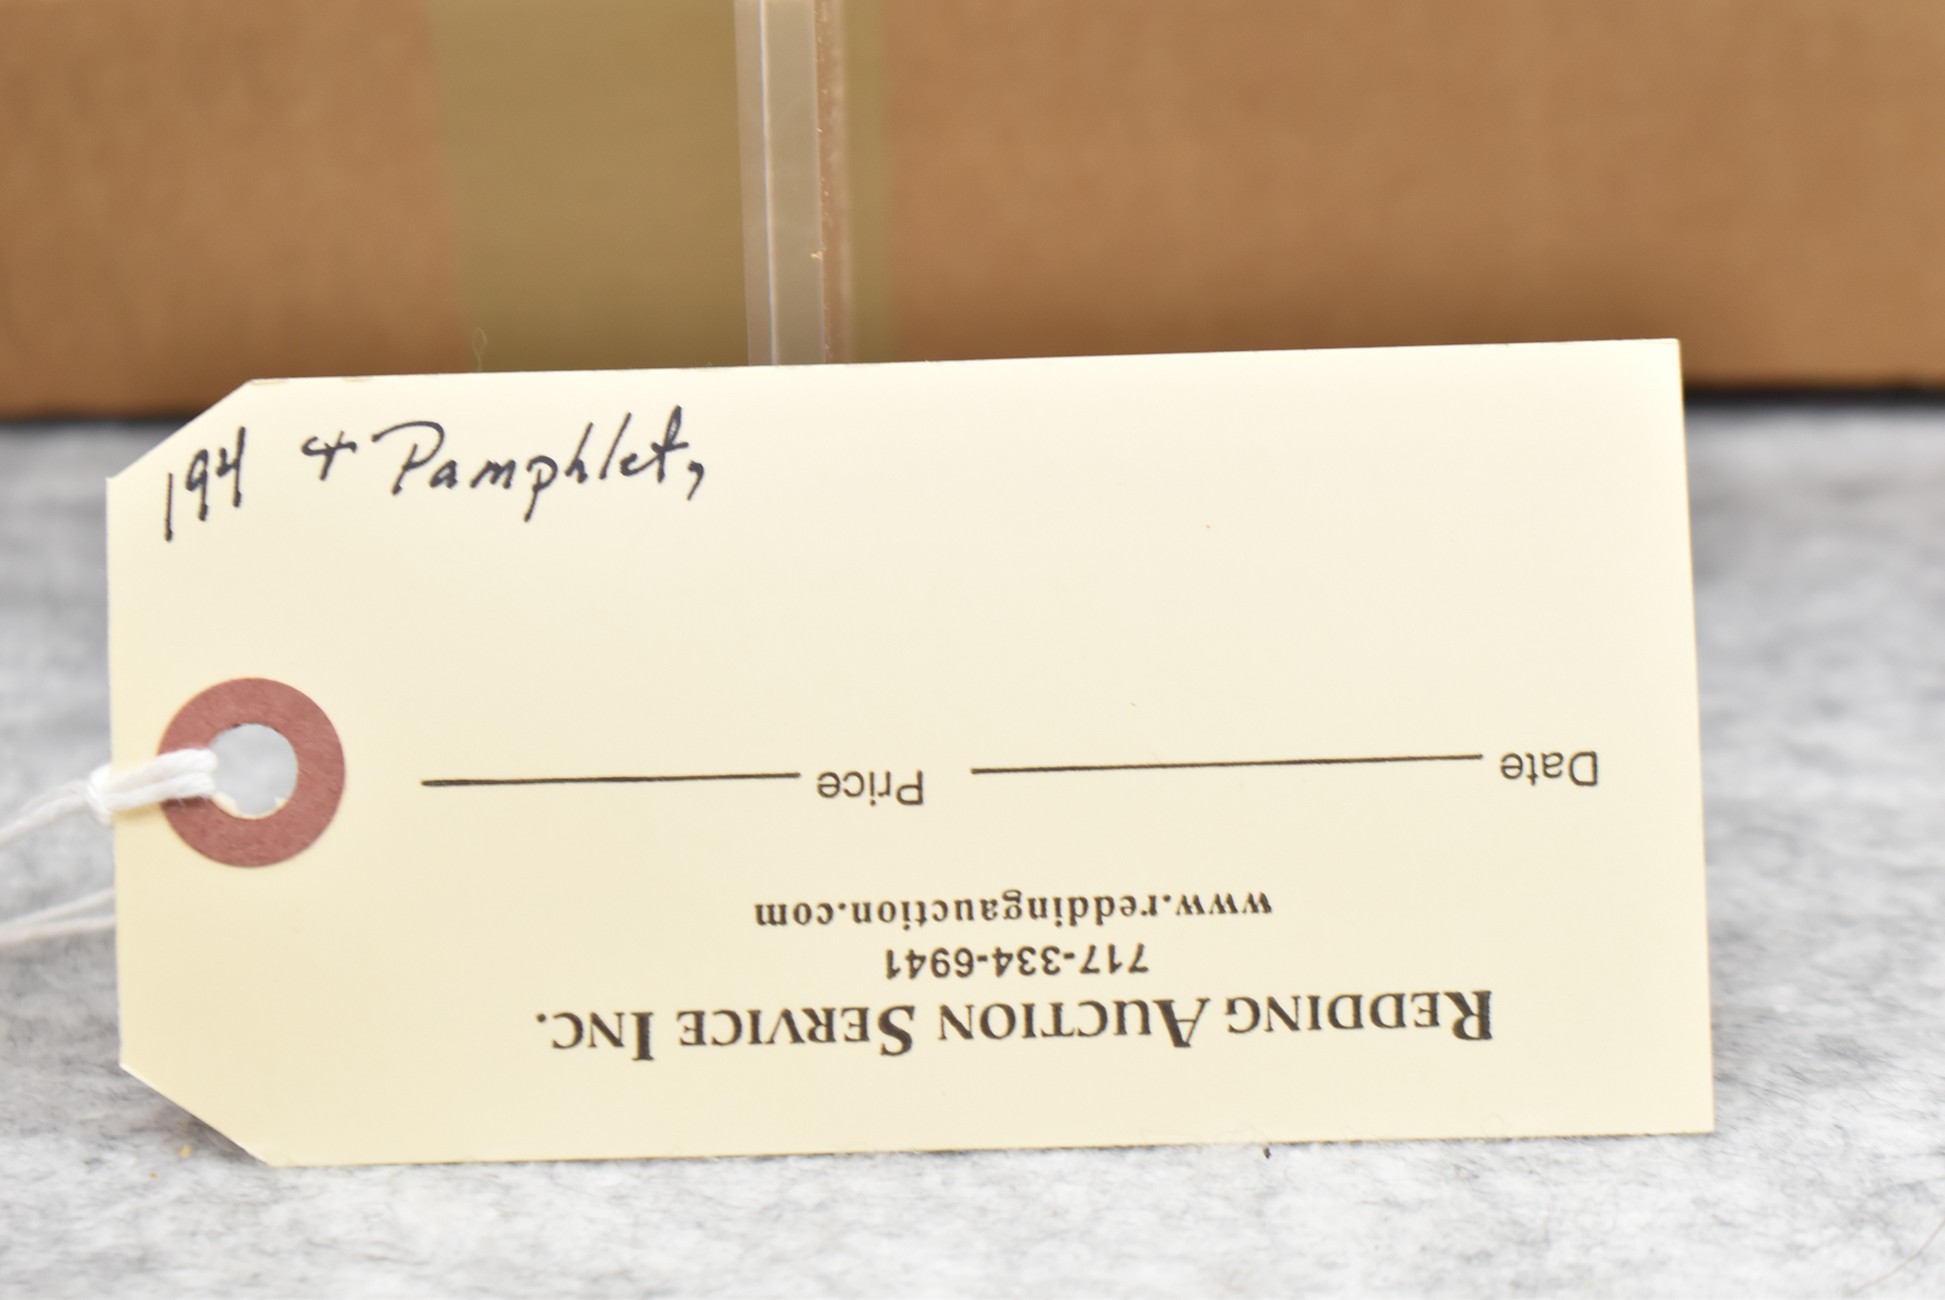 194 & Pamphlet,
REDDING AUCTION SERVICE INC.
717-334-6941
www.reddingauction.com
Date Price